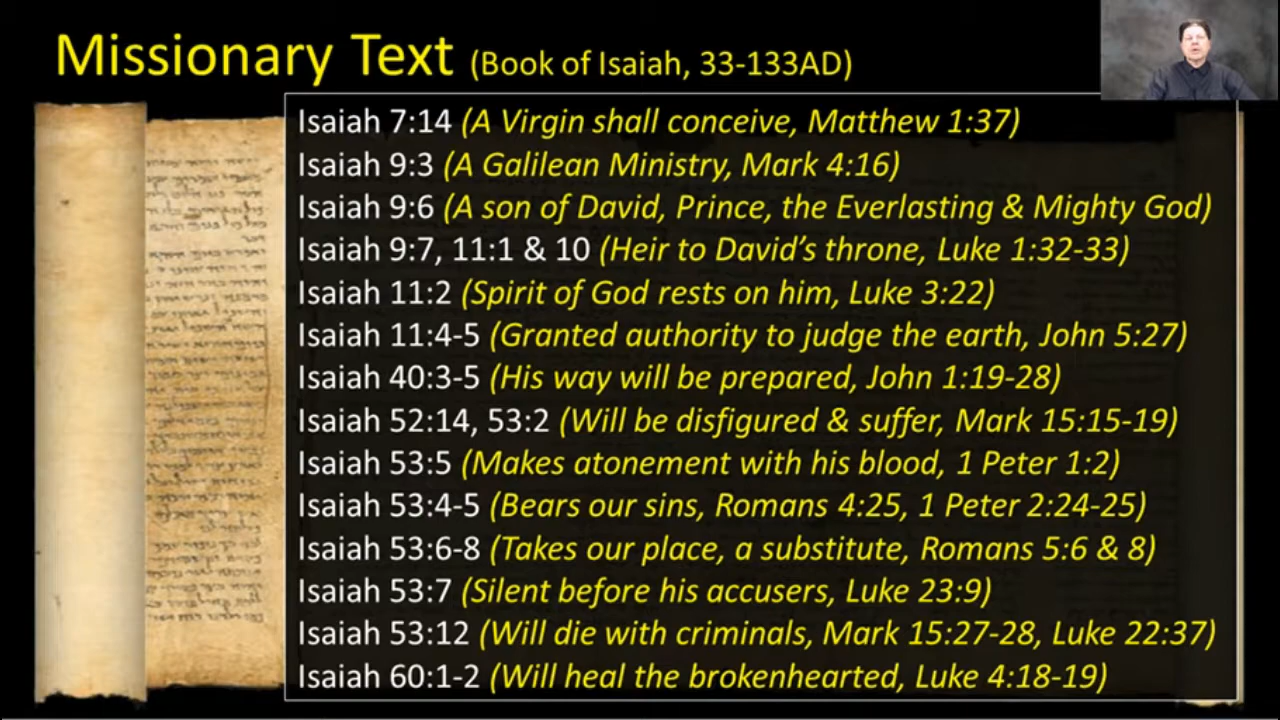 Missionary Text (Book of Isaiah, 33-133AD)
Isaiah 7:14 (A Virgin shall conceive, Matthew 1:37)
Isaiah 9:3 (A Galilean Ministry, Mark 4:16)
Isaiah 9:6 (A son of David, Prince, the Everlasting & Mighty God)
Isaiah 9:7, 11:1 & 10 (Heir to David’s throne, Luke 1:32-33)
Isaiah 11:2 (Spirit of God rests on him, Luke 3:22)
Isaiah 11:4-5 (Granted authority to judge the earth, John 5:27)
Isaiah 40:3-5 (His way will be prepared, John 1:19-28)
Isaiah 52:14, 53:2 (Will be disfigured & suffer, Mark 15:15-19)
Isaiah 53:5 (Makes atonement with his blood, 1 Peter 1:2)
Isaiah 53:4-5 (Bears our sins, Romans 4:25, 1 Peter 2:24-25)
Isaiah 53:6-8 (Takes our place, a substitute, Romans 5:6 & 8)
Isaiah 53:7 (Silent before his accusers, Luke 23:9)
Isaiah 53:12 (Will die with criminals, Mark 15:27-28, Luke 22:37)
Isaiah 60:1-2 (Will heal the brokenhearted, Luke 4:18-19)